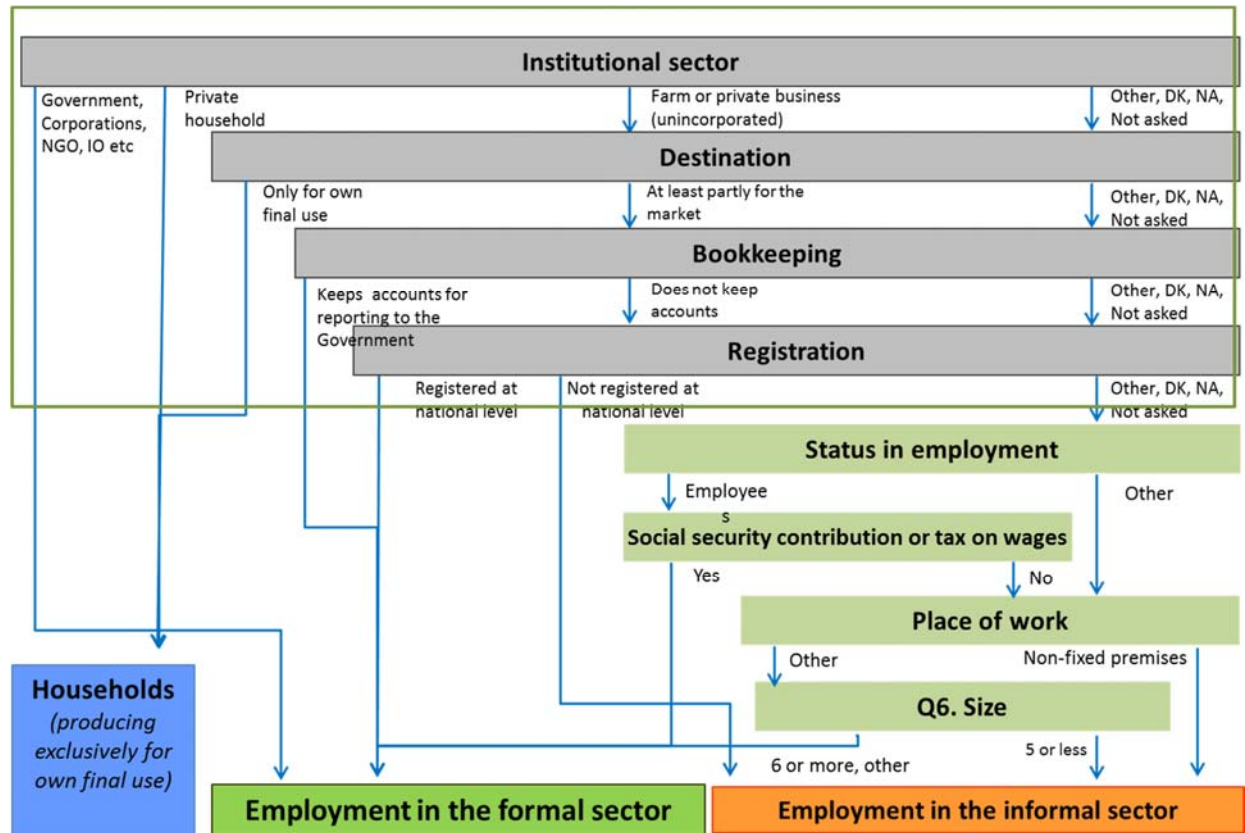 Institutional sector
Government,
Corporations,
NGO, IO etc
Private
household
Farm or private business
(unincorporated)
Other, DK, NA,
Not asked
Destination
Only for own
final use
At least partly for the
market
Other, DK, NA,
Not asked
Bookkeeping
Keeps accounts for
reporting to the
Government
Does not keep
accounts
Other, DK, NA,
Not asked
Registration
Registered at
national level
Not registered at
national level
Other, DK, NA,
Not asked
Status in employment
Employee
s
Other
Social security contribution or tax on wages
Yes
No
Place of work
Other
Non-fixed premises
Q6. Size
6 or more, other
5 or less
Households
(producing
exclusively for
own final use)
Employment in the formal sector
Employment in the informal sector